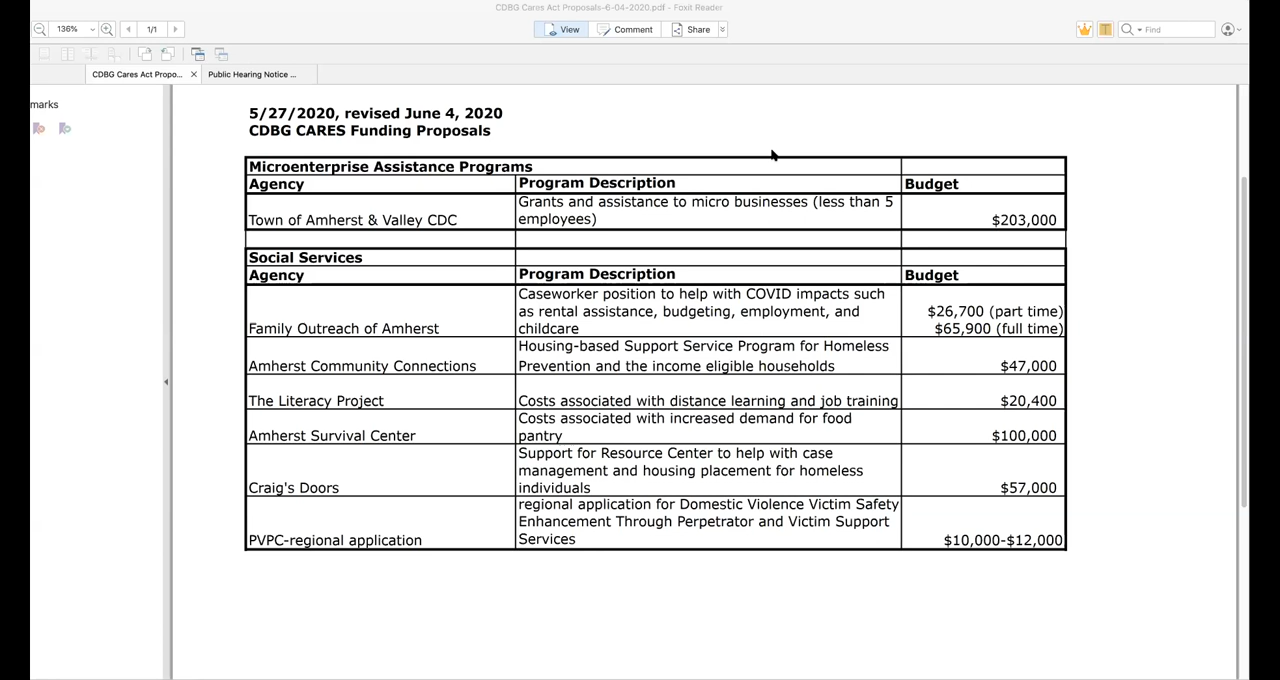 CDBG Cares Act Proposals-6-04-2020.pdf - Foxit Reader
136%
1/1
View
Comment
Share
Find
CDBG Cares Act Propo...
Public Hearing Notice ...
marks
5/27/2020, revised June 4, 2020
CDBG CARES Funding Proposals
Microenterprise Assistance Programs
Agency Program Description Budget
Grants and assistance to micro businesses (less than 5
Town of Amherst & Valley CDC employees) $203,000
Social Services
Agency Program Description Budget
Caseworker position to help with COVID impacts such
as rental assistance, budgeting, employment, and $26,700 (part time)
Family Outreach of Amherst childcare $65,900 (full time)
Housing-based Support Service Program for Homeless
Amherst Community Connections Prevention and the income eligible households $47,000
The Literacy Project Costs associated with distance learning and job training $20,400
Costs associated with increased demand for food
Amherst Survival Center pantry $100,000
Support for Resource Center to help with case
management and housing placement for homeless
Craig's Doors individuals $57,000
regional application for Domestic Violence Victim Safety
Enhancement Through Perpetrator and Victim Support
PVPC-regional application Services $10,000-$12,000